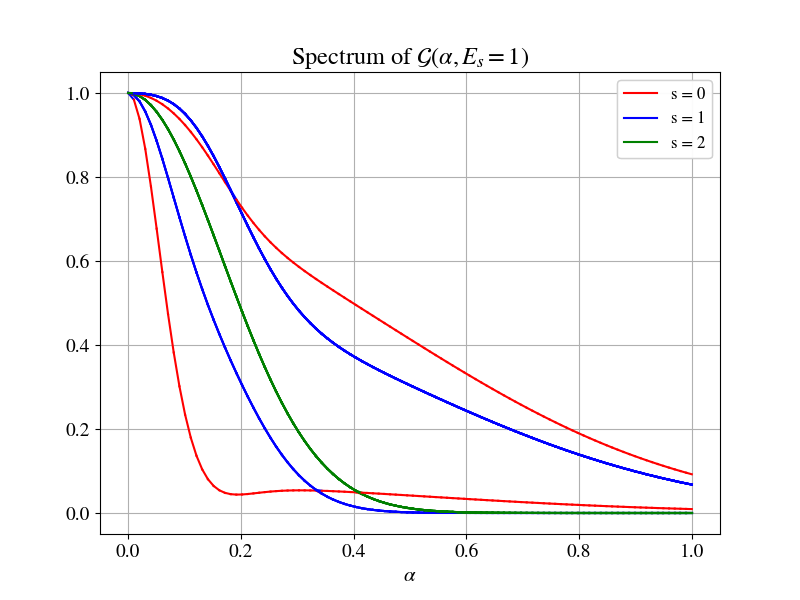 Spectrum of 𝒢(α, E_s = 1)
s = 0
s = 1
s = 2
1.0
0.8
0.6
0.4
0.2
0.0
0.0 0.2 0.4 0.6 0.8 1.0
α